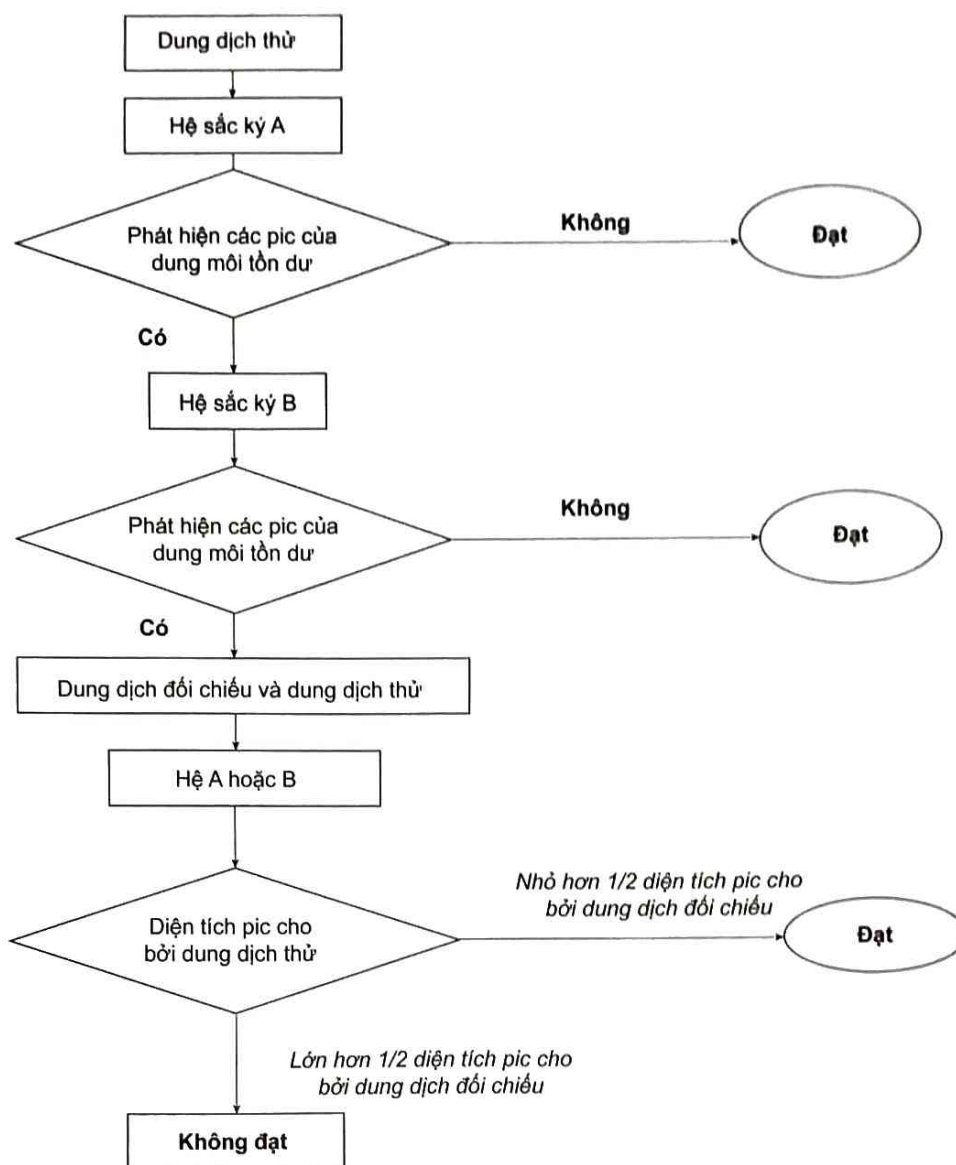 Dung dịch thử
Hệ sắc ký A
Phát hiện các pic của
dung môi tồn dư
Không
Đạt
Có
Hệ sắc ký B
Phát hiện các pic của
dung môi tồn dư
Không
Đạt
Có
Dung dịch đối chiếu và dung dịch thử
Hệ A hoặc B
Diện tích pic cho
bởi dung dịch thử
Nhỏ hơn 1/2 diện tích pic cho
bởi dung dịch đối chiếu
Đạt
Lớn hơn 1/2 diện tích pic cho
bởi dung dịch đối chiếu
Không đạt